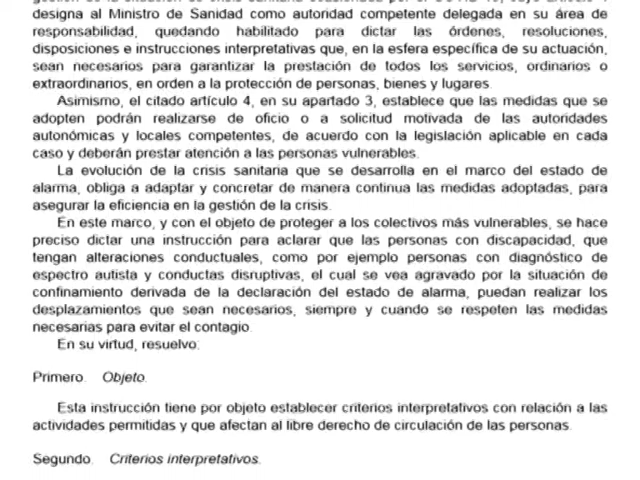 designa al Ministro de Sanidad como autoridad competente delegada en su área de
responsabilidad, quedando habilitado para dictar las órdenes, resoluciones,
disposiciones e instrucciones interpretativas que, en la esfera específica de su actuación,
sean necesarios para garantizar la prestación de todos los servicios, ordinarios o
extraordinarios, en orden a la protección de personas, bienes y lugares.
Asimismo, el citado artículo 4, en su apartado 3, establece que las medidas que se
adopten podrán realizarse de oficio o a solicitud motivada de las autoridades
autonómicas y locales competentes, de acuerdo con la legislación aplicable en cada
caso y deberán prestar atención a las personas vulnerables.
La evolución de la crisis sanitaria que se desarrolla en el marco del estado de
alarma, obliga a adaptar y concretar de manera continua las medidas adoptadas, para
asegurar la eficiencia en la gestión de la crisis.
En este marco, y con el objeto de proteger a los colectivos más vulnerables, se hace
preciso dictar una instrucción para aclarar que las personas con discapacidad, que
tengan alteraciones conductuales, como por ejemplo personas con diagnóstico de
espectro autista y conductas disruptivas, el cual se vea agravado por la situación de
confinamiento derivada de la declaración del estado de alarma, puedan realizar los
desplazamientos que sean necesarios, siempre y cuando se respeten las medidas
necesarias para evitar el contagio.
En su virtud, resuelvo:
Primero. Objeto.
Esta instrucción tiene por objeto establecer criterios interpretativos con relación a las
actividades permitidas y que afectan al libre derecho de circulación de las personas.
Segundo. Criterios interpretativos.